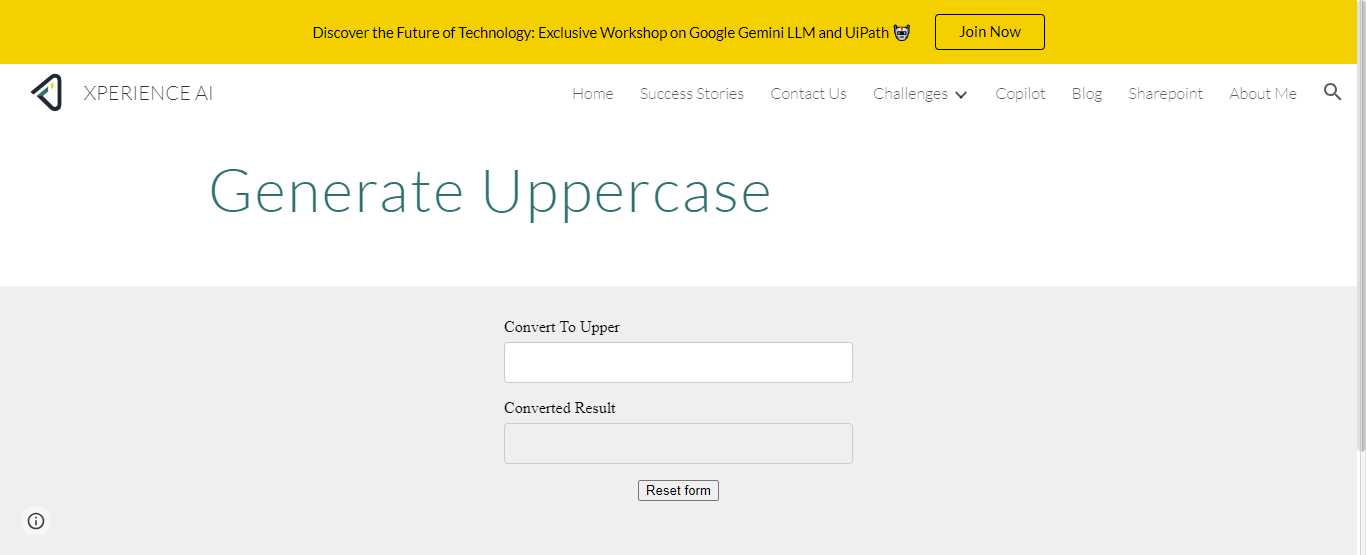 Discover the Future of Technology: Exclusive Workshop on Google Gemini LLM and UiPath
Join Now
XPERIENCE AI
Home
Success Stories
Contact Us
Challenges
Copilot
Blog
Sharepoint
About Me
Generate Uppercase
Convert To Upper
Converted Result
Reset form